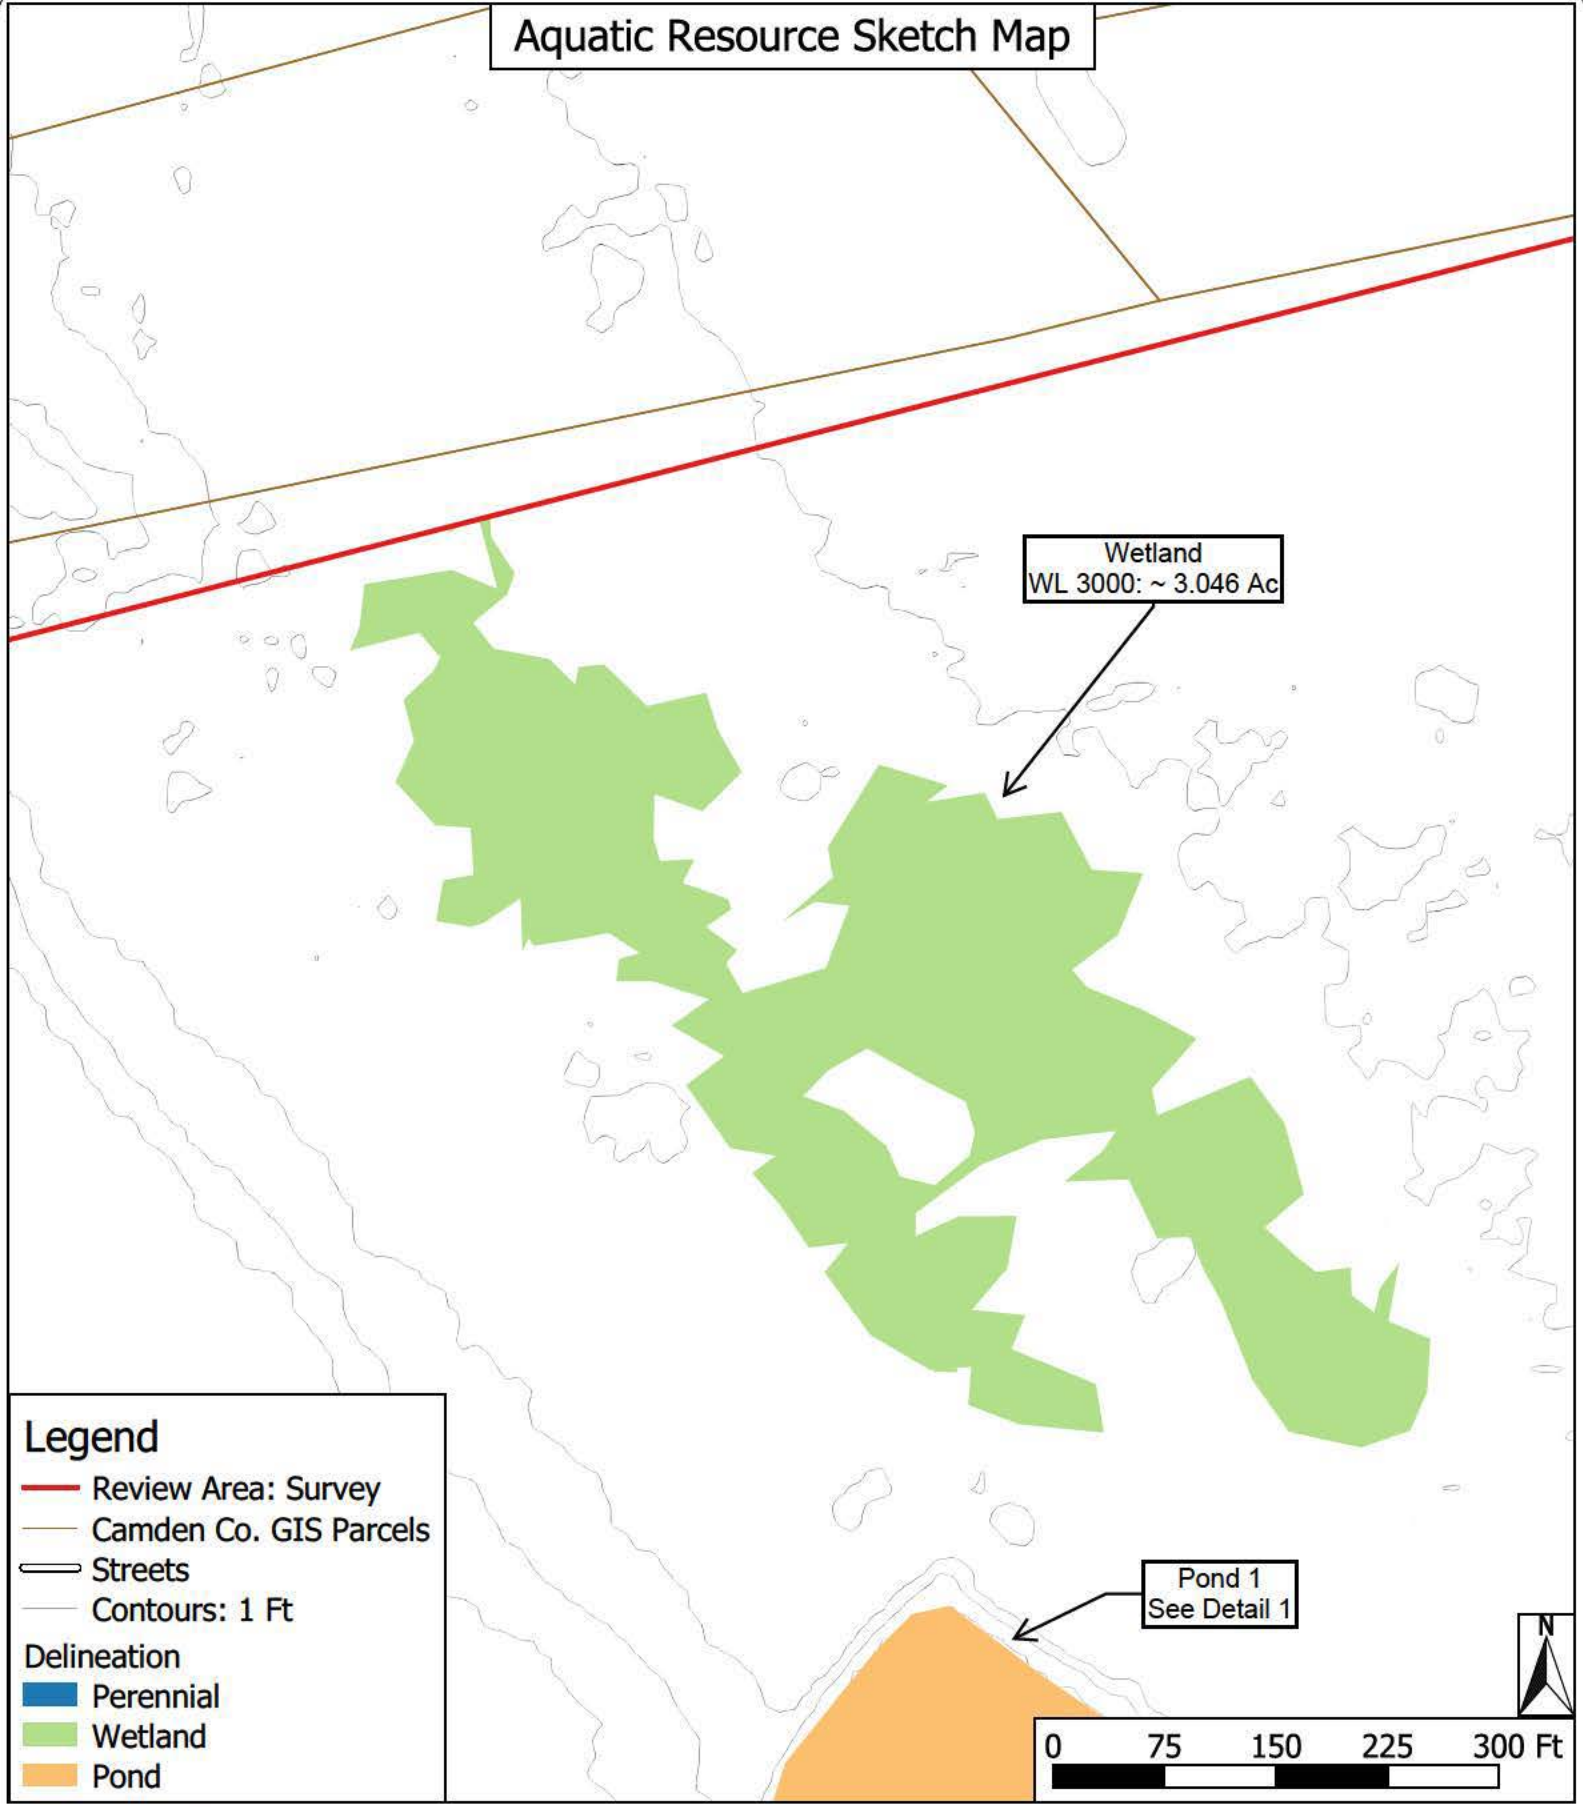 Aquatic Resource Sketch Map
Wetland
WL 3000: ~ 3.046 Ac
Pond 1
See Detail 1
Legend
Review Area: Survey
Camden Co. GIS Parcels
Streets
Contours: 1 Ft
Delineation
Perennial
Wetland
Pond
N
0 75 150 225 300 Ft